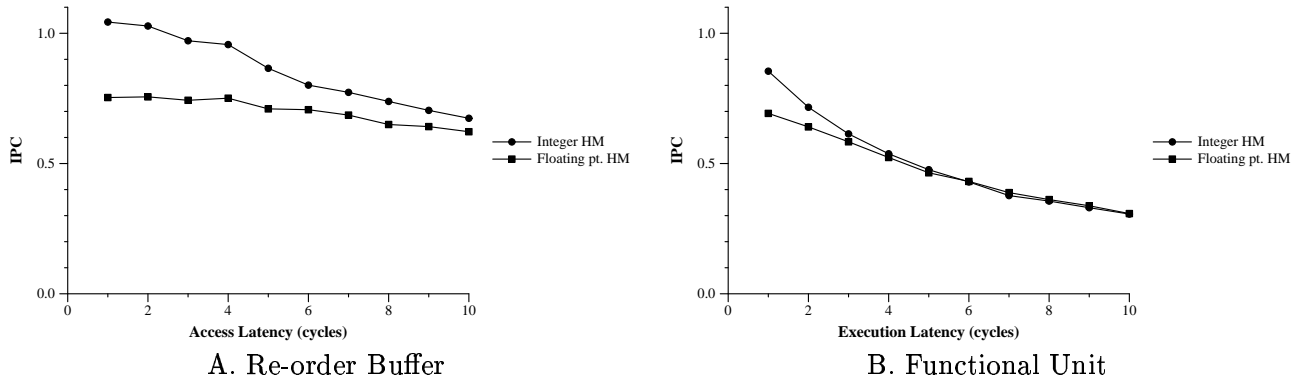 1.0
0.5
0.0
IPC
0
2
4
6
8
10
Access Latency (cycles)
Integer HM
Floating pt. HM
A. Re-order Buffer
1.0
0.5
0.0
IPC
0
2
4
6
8
10
Execution Latency (cycles)
Integer HM
Floating pt. HM
B. Functional Unit